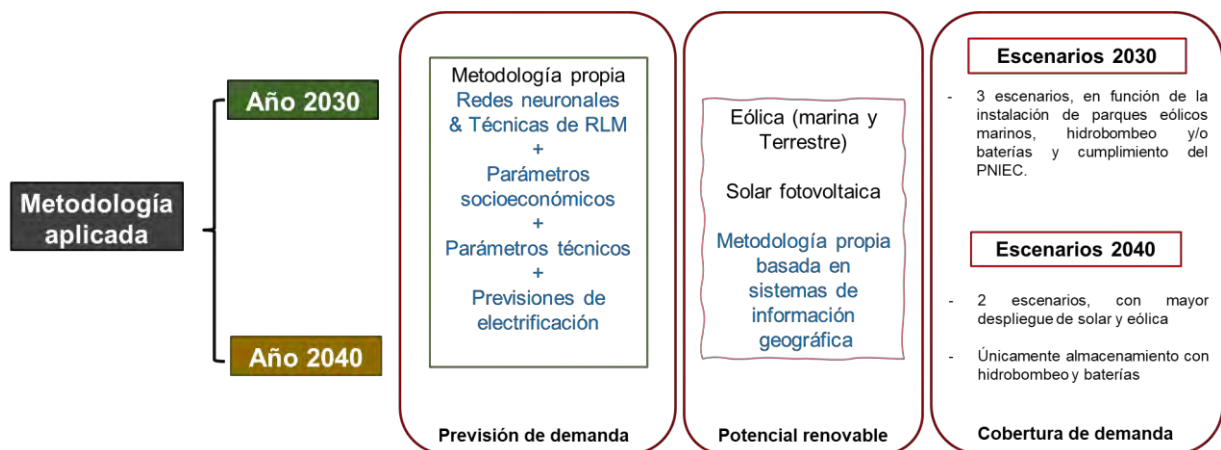 Metodología
aplicada
Año 2030
Año 2040
Metodología propia
Redes neuronales
& Técnicas de RLM
+
Parámetros
socioeconómicos
+
Parámetros técnicos
+
Previsiones de
electrificación
Previsión de demanda
Eólica (marina y
Terrestre)
Solar fotovoltaica
Metodología propia
basada en
sistemas de
información
geográfica
Potencial renovable
Escenarios 2030
- 3 escenarios, en función de la
instalación de parques eólicos
marinos, hidrobombeo y/o
baterías y cumplimiento del
PNIEC.
Escenarios 2040
- 2 escenarios, con mayor
despliegue de solar y eólica
- Únicamente almacenamiento con
hidrobombeo y baterías
Cobertura de demanda